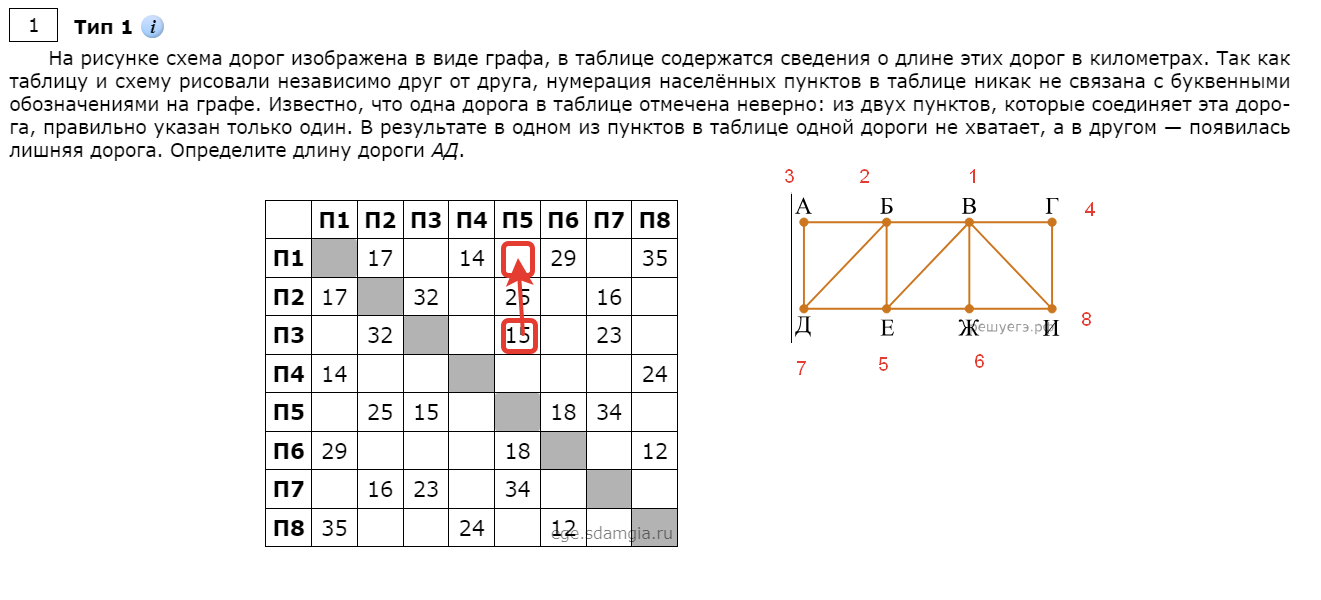 1 Тип 1 i
На рисунке схема дорог изображена в виде графа, в таблице содержатся сведения о длине этих дорог в километрах. Так как
таблицу и схему рисовали независимо друг от друга, нумерация населённых пунктов в таблице никак не связана с буквенными
обозначениями на графе. Известно, что одна дорога в таблице отмечена неверно: из двух пунктов, которые соединяет эта доро-
га, правильно указан только один. В результате в одном из пунктов в таблице одной дороги не хватает, а в другом — появилась
лишняя дорога. Определите длину дороги АД.
П1 П2 П3 П4 П5 П6 П7 П8
П1 17 14 29 35
П2 17 32 25 16
П3 32 15 23
П4 14 24
П5 25 15 18 34
П6 29 18 12
П7 16 23 34
П8 35 24 12
ege.sdamgia.ru
3 2 1
А Б В Г 4
Д Е Ж И 8
решуегэ.рф
7 5 6